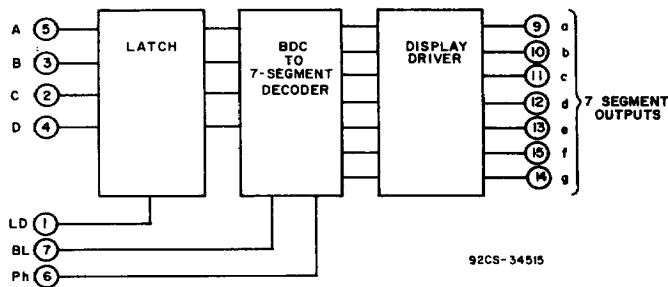 A 5
B 3
C 2
D 4
LATCH
BDC
TO
7-SEGMENT
DECODER
DISPLAY
DRIVER
9 a
10 b
11 c
12 d
13 e
15 f
14 g
7 SEGMENT
OUTPUTS
LD 1
BL 7
Ph 6
92CS-34515